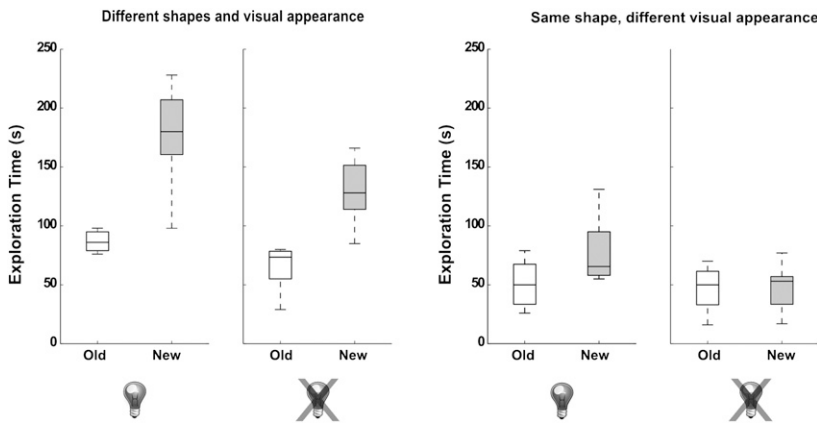 Different shapes and visual appearance
Exploration Time (s)
250
200
150
100
50
0
Old New
Old New
Same shape, different visual appearance
Exploration Time (s)
250
200
150
100
50
0
Old New
Old New